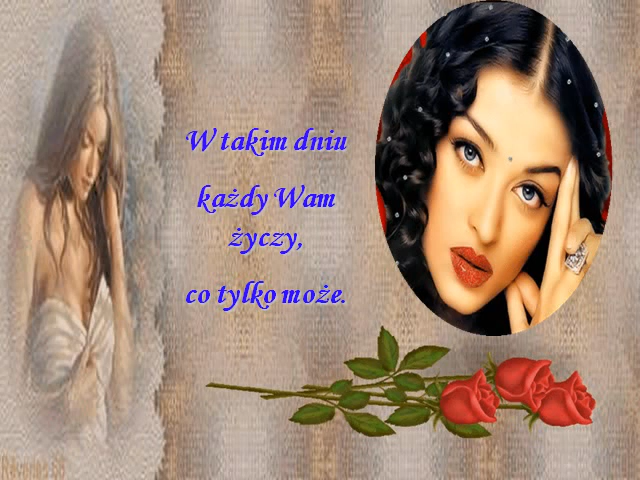 W takim dniu
każdy Wam
życzy,
co tylko może.